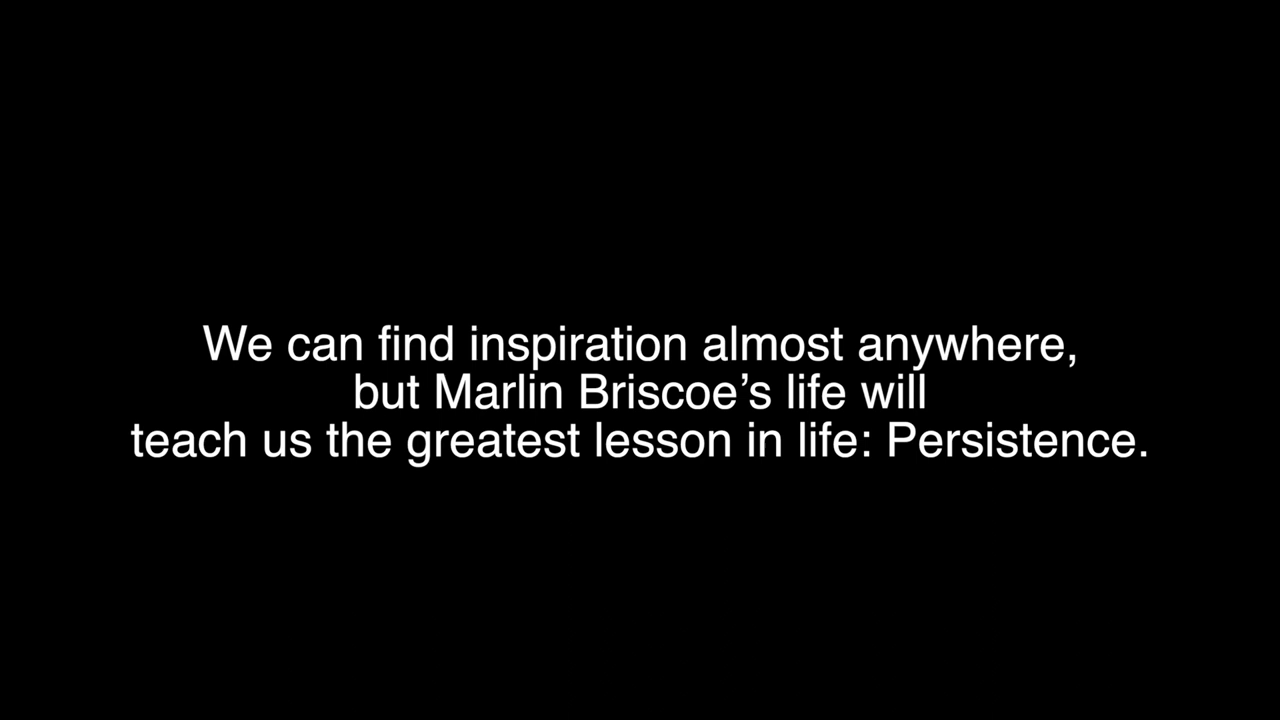 We can find inspiration almost anywhere,
but Marlin Briscoe’s life will
teach us the greatest lesson in life: Persistence.